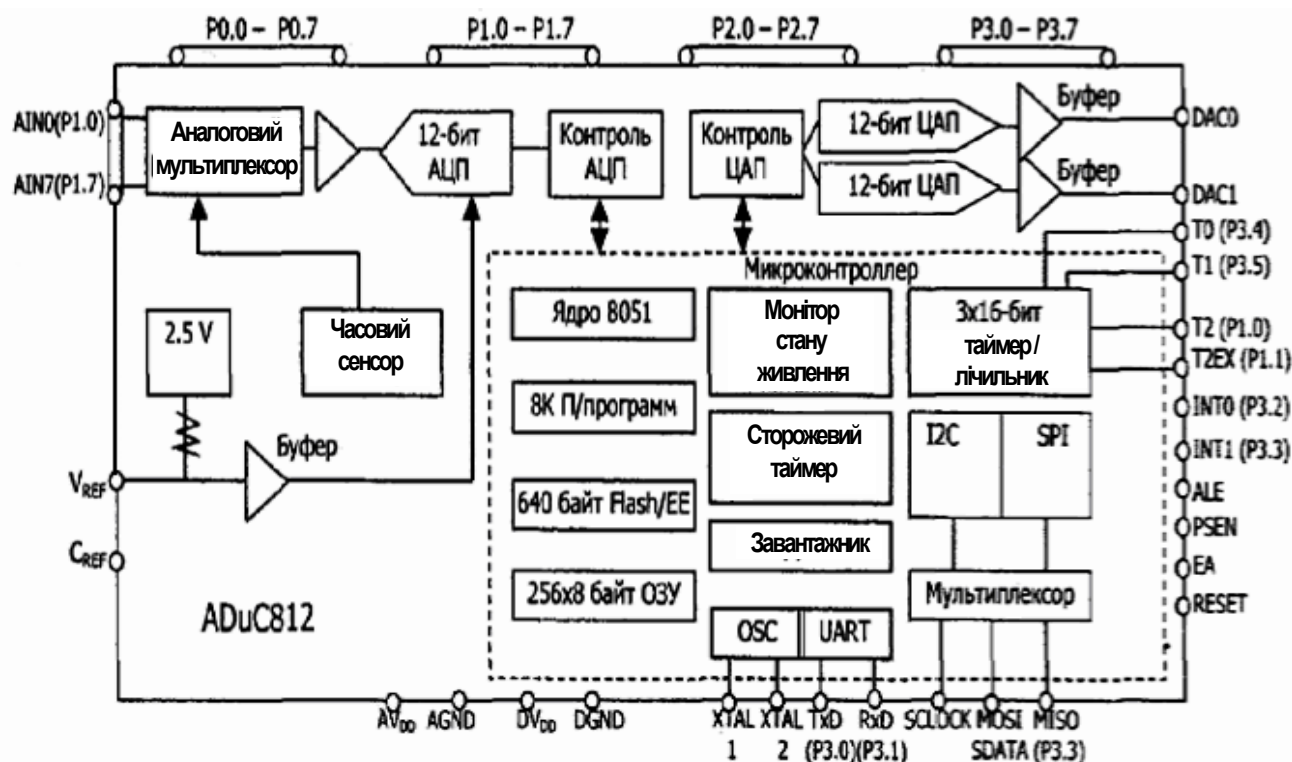 P0.0 – P0.7
P1.0 – P1.7
P2.0 – P2.7
P3.0 – P3.7
AIN0(P1.0)
AIN7(P1.7)
Аналоговий
мультиплексор
12-бит
АЦП
Контроль
АЦП
Контроль
ЦАП
12-бит ЦАП
12-бит ЦАП
Буфер
Буфер
DAC0
DAC1
T0 (P3.4)
T1 (P3.5)
T2 (P1.0)
T2EX (P1.1)
INT0 (P3.2)
INT1 (P3.3)
ALE
PSEN
EA
RESET
Микроконтроллер
2.5 V
Часовий
сенсор
Ядро 8051
Монітор
стану
живлення
3x16-бит
таймер /
лічильник
8К П/программ
Сторожевий
таймер
I2C
SPI
Буфер
VREF
640 байт Flash/EE
Завантажник
CREF
256x8 байт ОЗУ
Мультиплексор
ADuC812
OSC
UART
AVDD
AGND
DVDD
DGND
XTAL
XTAL
TxD
RxD
SCLOCK
MOSI
MISO
1
2
(P3.0)(P3.1)
SDATA (P3.3)